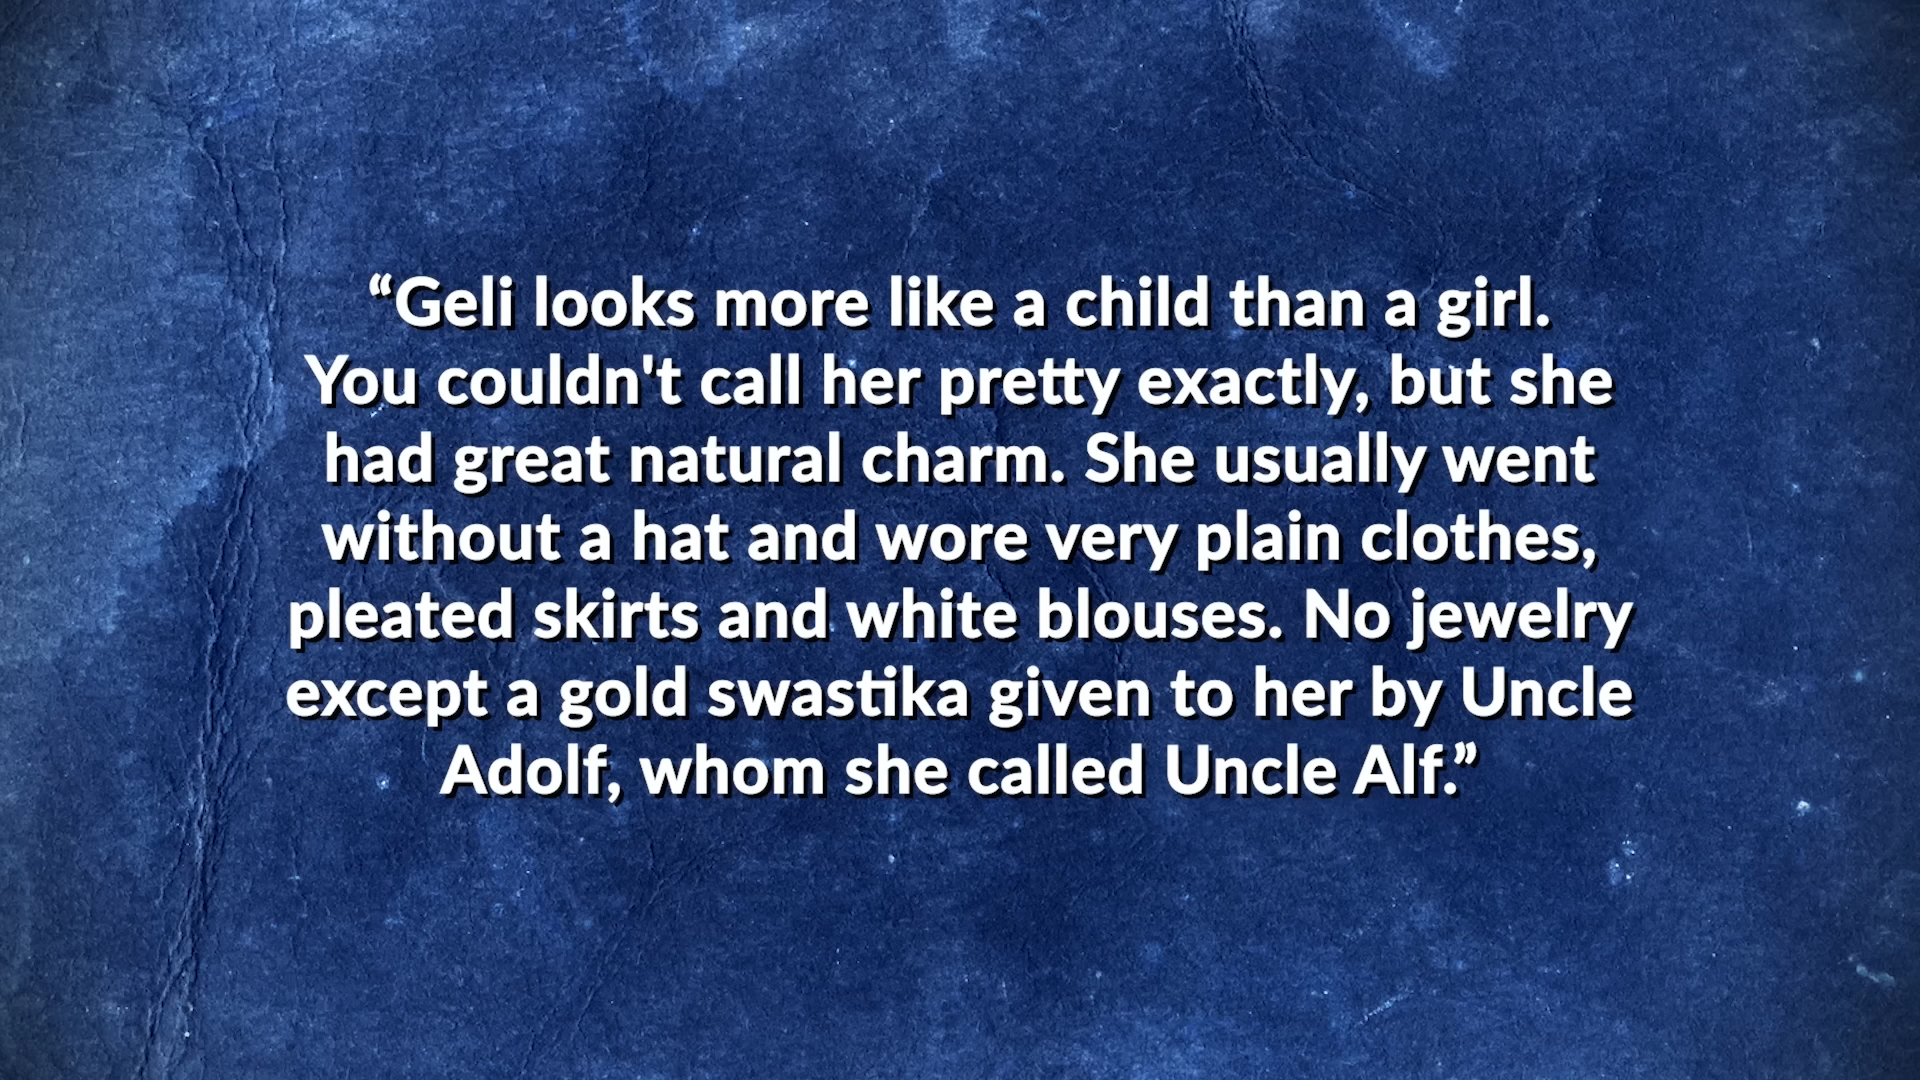 “Geli looks more like a child than a girl.
You couldn't call her pretty exactly, but she
had great natural charm. She usually went
without a hat and wore very plain clothes,
pleated skirts and white blouses. No jewelry
except a gold swastika given to her by Uncle
Adolf, whom she called Uncle Alf.”